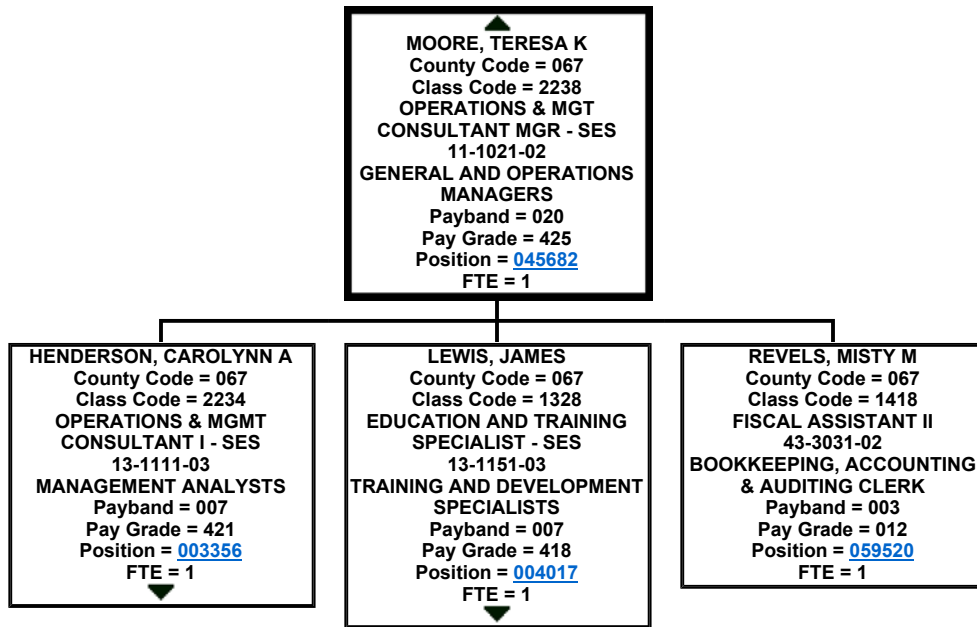 MOORE, TERESA K
County Code = 067
Class Code = 2238
OPERATIONS & MGT
CONSULTANT MGR - SES
11-1021-02
GENERAL AND OPERATIONS
MANAGERS
Payband = 020
Pay Grade = 425
Position = 045682
FTE = 1
HENDERSON, CAROLYNN A
County Code = 067
Class Code = 2234
OPERATIONS & MGMT
CONSULTANT I - SES
13-1111-03
MANAGEMENT ANALYSTS
Payband = 007
Pay Grade = 421
Position = 003356
FTE = 1
LEWIS, JAMES
County Code = 067
Class Code = 1328
EDUCATION AND TRAINING
SPECIALIST - SES
13-1151-03
TRAINING AND DEVELOPMENT
SPECIALISTS
Payband = 007
Pay Grade = 418
Position = 004017
FTE = 1
REVELS, MISTY M
County Code = 067
Class Code = 1418
FISCAL ASSISTANT II
43-3031-02
BOOKKEEPING, ACCOUNTING
& AUDITING CLERK
Payband = 003
Pay Grade = 012
Position = 059520
FTE = 1